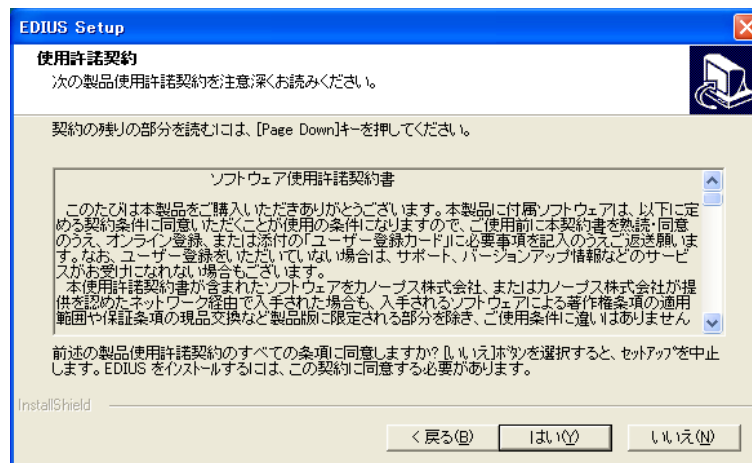 EDIUS Setup
使用許諾契約
次の製品使用許諾契約を注意深くお読みください。
契約の残りの部分を読むには、[Page Down]キーを押してください。
ソフトウェア使用許諾契約書
このたびは本製品をご購入いただきありがとうございます。本製品に付属ソフトウェアは、以下に定
める契約条件に同意いただくことが使用の条件になりますので、ご使用前に本契約書を熟読・同意
のうえ、オンライン登録、または添付の「ユーザー登録カード」に必要事項を記入のうえご返送願いま
す。なお、ユーザー登録をいただいていない場合は、サポート、バージョンアップ情報などのサービ
スがお受けになれない場合もございます。
本使用許諾契約書が含まれたソフトウェアをカノープス株式会社、またはカノープス株式会社が提
供を認めたネットワーク経由で入手された場合も、入手されるソフトウェアによる著作権条項の適用
範囲や保証条項の現品交換など製品版に限定される部分を除き、ご使用条件に違いはありません
前述の製品使用許諾契約のすべての条項に同意しますか? [いいえ]ボタンを選択すると、セットアップを中止
します。EDIUS をインストールするには、この契約に同意する必要があります。
InstallShield
< 戻る(B)
はい(Y)
いいえ(N)